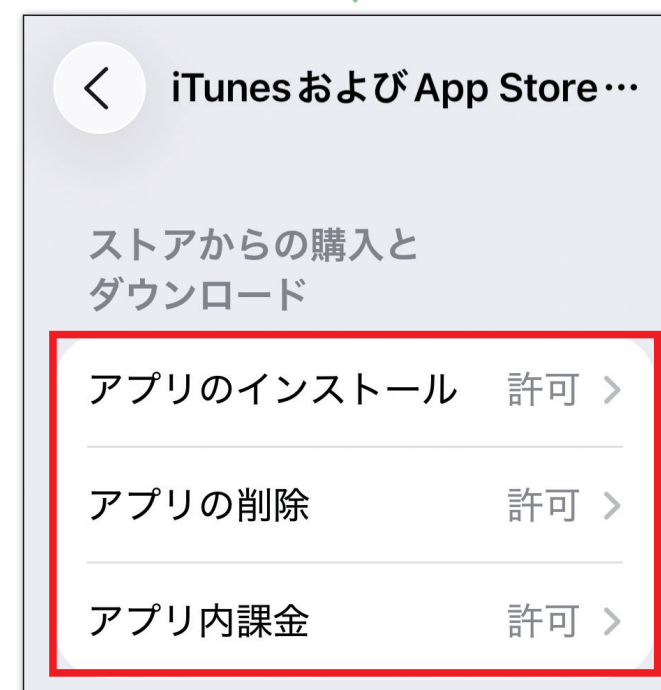 iTunesおよびApp Store…
ストアからの購入と
ダウンロード
アプリのインストール 許可
アプリの削除 許可
アプリ内課金 許可